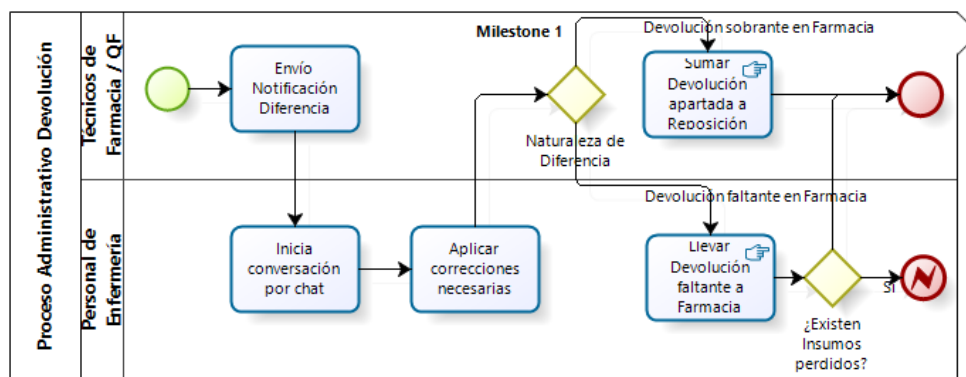 Proceso Administrativo Devolución
Técnicos de
Farmacia / QF
Envío
Notificación
Diferencia
Milestone 1
Naturaleza de
Diferencia
Devolución sobrante en Farmacia
Sumar
Devolución
apartada a
Reposición
Personal de
Enfermería
Inicia
conversación
por chat
Aplicar
correcciones
necesarias
Devolución faltante en Farmacia
Llevar
Devolución
faltante a
Farmacia
¿Existen
Insumos
perdidos?
SI